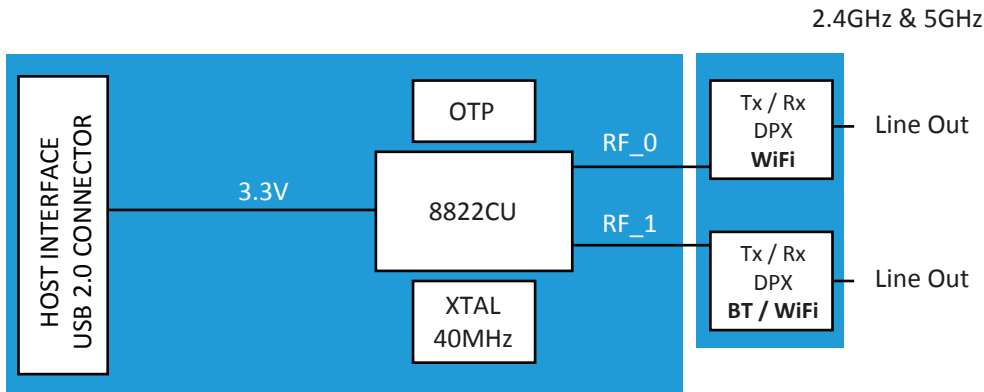 2.4GHz & 5GHz
HOST INTERFACE
USB 2.0 CONNECTOR
3.3V
OTP
8822CU
XTAL
40MHz
RF_0
RF_1
Tx / Rx
DPX
WiFi
Line Out
Tx / Rx
DPX
BT / WiFi
Line Out